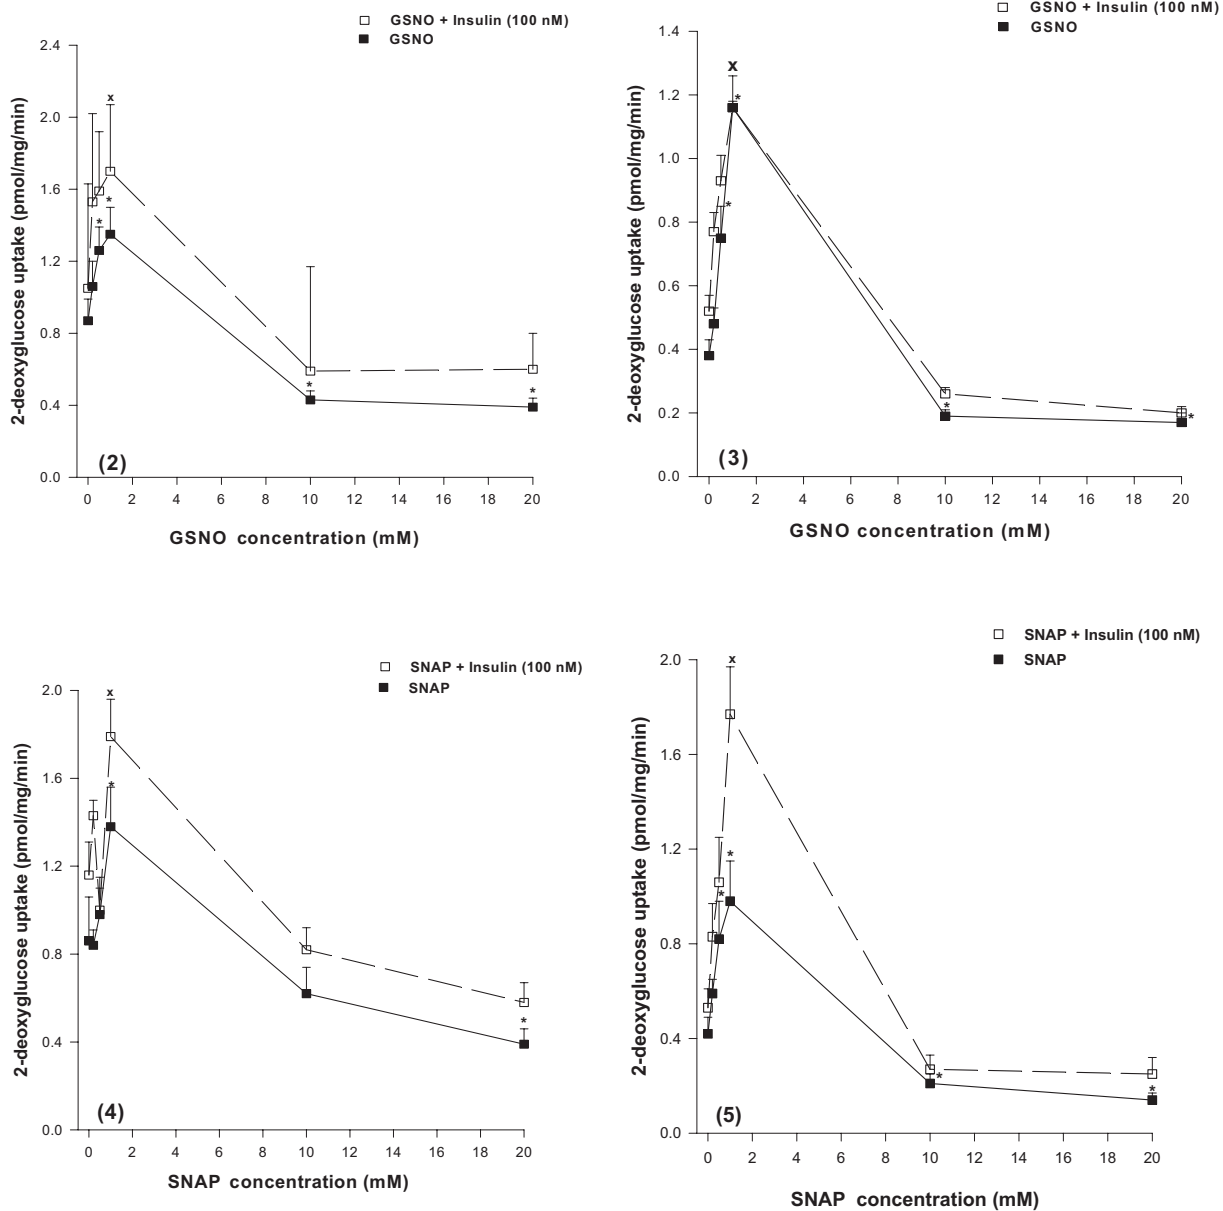 GSNO + Insulin (100 nM)
GSNO
2.4
2.0
1.6
1.2
0.8
0.4
0.0
2-deoxyglucose uptake (pmol/mg/min)
x
*
*
*
*
(2)
0 2 4 6 8 10 12 14 16 18 20
GSNO concentration (mM)
GSNO + Insulin (100 nM)
GSNO
1.4
1.2
1.0
0.8
0.6
0.4
0.2
0.0
2-deoxyglucose uptake (pmol/mg/min)
x
*
*
*
*
(3)
0 2 4 6 8 10 12 14 16 18 20
GSNO concentration (mM)
SNAP + Insulin (100 nM)
SNAP
2.0
1.6
1.2
0.8
0.4
0.0
2-deoxyglucose uptake (pmol/mg/min)
x
*
*
(4)
0 2 4 6 8 10 12 14 16 18 20
SNAP concentration (mM)
SNAP + Insulin (100 nM)
SNAP
2.0
1.6
1.2
0.8
0.4
0.0
2-deoxyglucose uptake (pmol/mg/min)
x
*
*
*
*
(5)
0 2 4 6 8 10 12 14 16 18 20
SNAP concentration (mM)